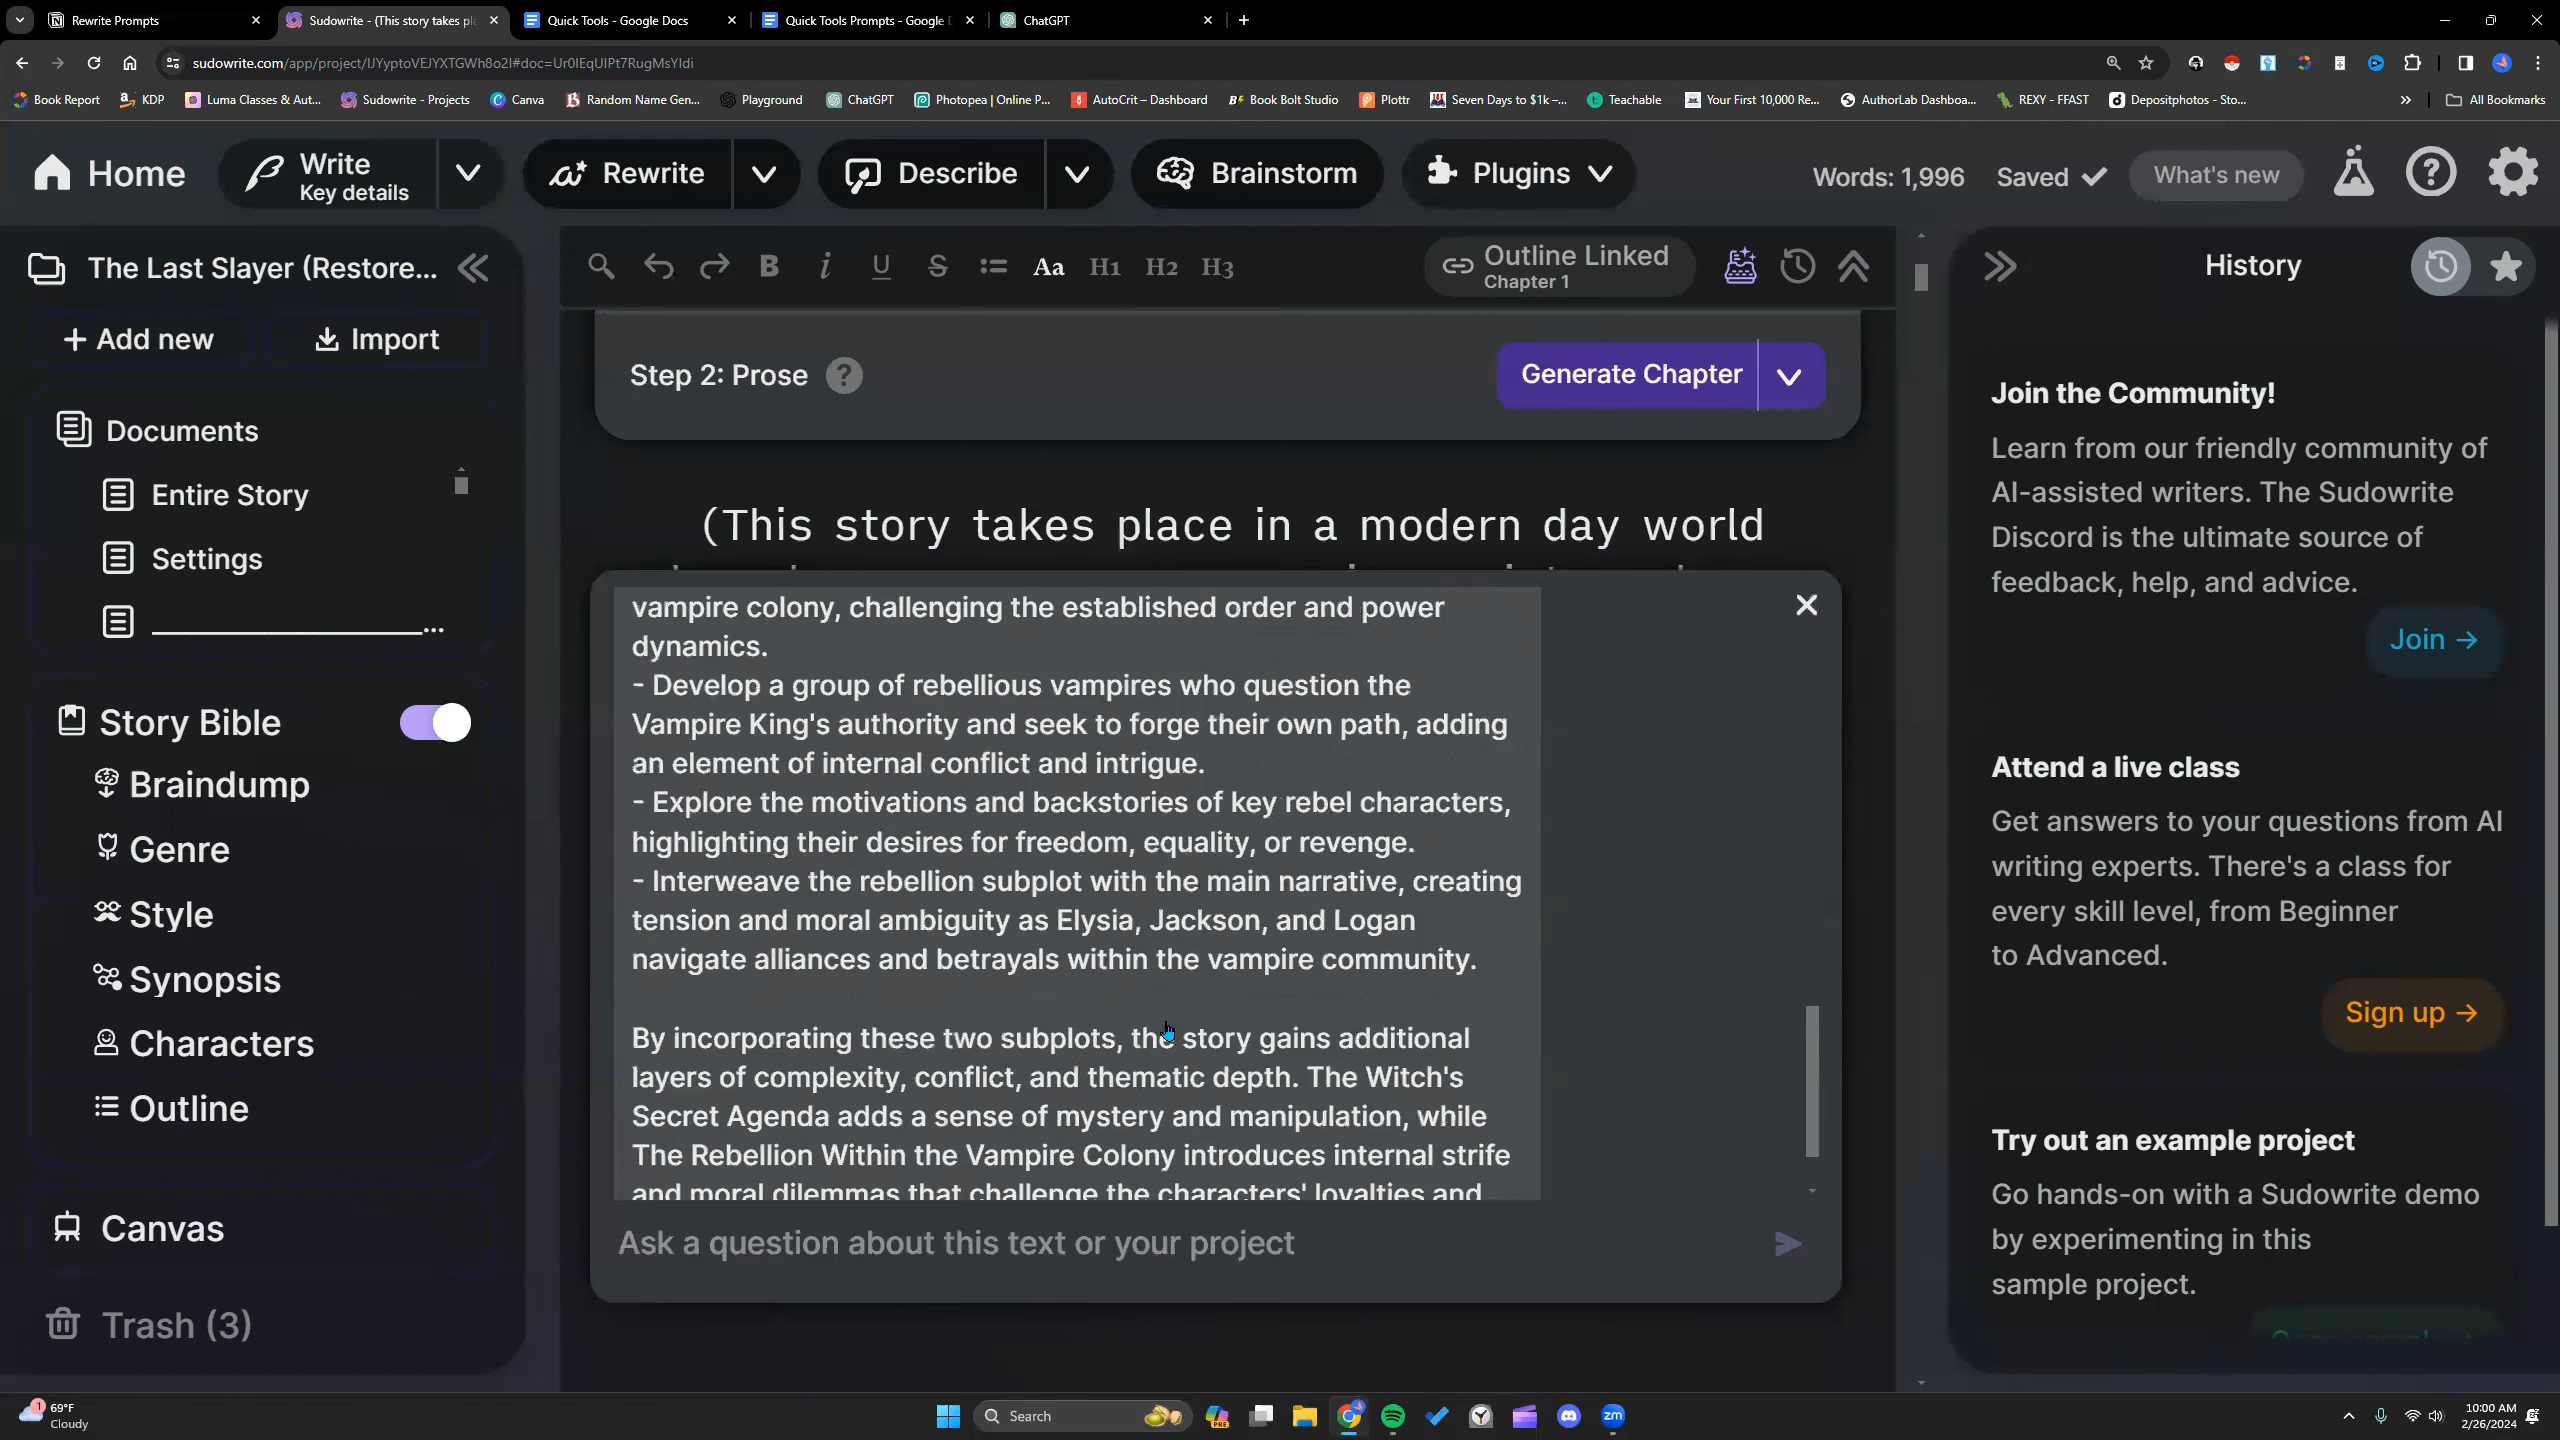 Rewrite Prompts
Sudowrite - (This story takes pl
Quick Tools - Google Docs
Quick Tools Prompts - Google D
ChatGPT
sudowrite.com/app/project/
Book Report
KDP
Luma Classes & Aut...
Sudowrite - Projects
Canva
Random Name Gen...
Playground
ChatGPT
Photopea | Online P...
AutoCrit – Dashboard
Book Bolt Studio
Plottr
Seven Days to $1k –...
Teachable
Your First 10,000 Re...
AuthorLab Dashboa...
REXY - FFAST
Depositphotos - Sto...
All Bookmarks
Home
Write
Key details
Rewrite
Describe
Brainstorm
Plugins
Words: 1,996
Saved
What's new
The Last Slayer (Restore...
+ Add new
Import
Documents
Entire Story
Settings
____________________...
Story Bible
Braindump
Genre
Style
Synopsis
Characters
Outline
Canvas
Trash (3)
B i U S Aa H1 H2 H3
Outline Linked
Chapter 1
Step 2: Prose ?
Generate Chapter
(This story takes place in a modern day world
vampire colony, challenging the established order and power
dynamics.
- Develop a group of rebellious vampires who question the
Vampire King's authority and seek to forge their own path, adding
an element of internal conflict and intrigue.
- Explore the motivations and backstories of key rebel characters,
highlighting their desires for freedom, equality, or revenge.
- Interweave the rebellion subplot with the main narrative, creating
tension and moral ambiguity as Elysia, Jackson, and Logan
navigate alliances and betrayals within the vampire community.
By incorporating these two subplots, the story gains additional
layers of complexity, conflict, and thematic depth. The Witch's
Secret Agenda adds a sense of mystery and manipulation, while
The Rebellion Within the Vampire Colony introduces internal strife
and moral dilemmas that challenge the characters' loyalties and
Ask a question about this text or your project
History
Join the Community!
Learn from our friendly community of
AI-assisted writers. The Sudowrite
Discord is the ultimate source of
feedback, help, and advice.
Join →
Attend a live class
Get answers to your questions from AI
writing experts. There's a class for
every skill level, from Beginner
to Advanced.
Sign up →
Try out an example project
Go hands-on with a Sudowrite demo
by experimenting in this
sample project.
1
69°F
Cloudy
Search
PRE
zm
10:00 AM
2/26/2024